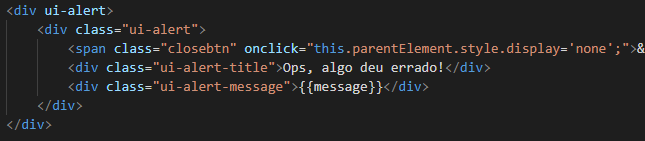 <div ui-alert>
<div class="ui-alert">
<span class="closebtn" onclick="this.parentElement.style.display='none';">&
<div class="ui-alert-title">Ops, algo deu errado!</div>
<div class="ui-alert-message">{{message}}</div>
</div>
</div>